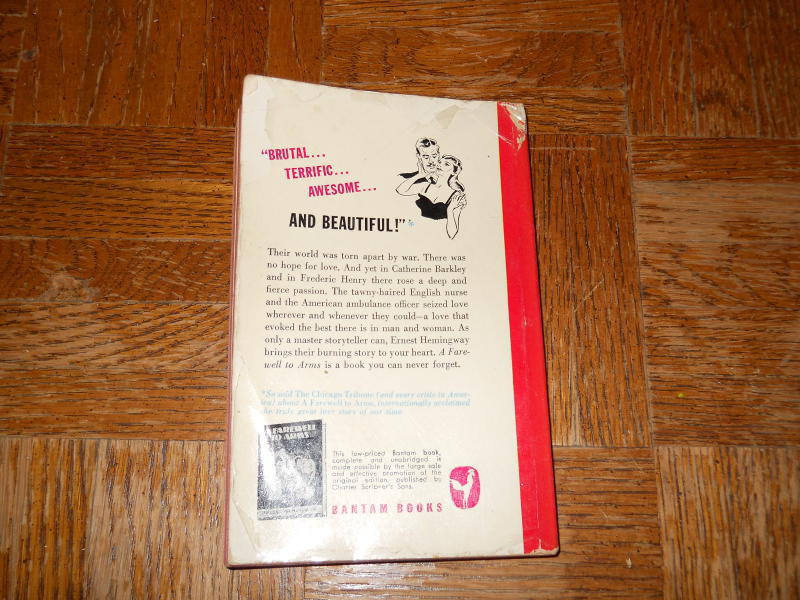 "BRUTAL...
TERRIFIC...
AWESOME...
AND BEAUTIFUL!"*
Their world was torn apart by war. There was
no hope for love. And yet in Catherine Barkley
and in Frederic Henry there rose a deep and
fierce passion. The tawny-haired English nurse
and the American ambulance officer seized love
wherever and whenever they could—a love that
evoked the best there is in man and woman. As
only a master storyteller can, Ernest Hemingway
brings their burning story to your heart. A Fare-
well to Arms is a book you can never forget.
*So said The Chicago Tribune (and every critic in Amer-
ica) about A Farewell to Arms, internationally acclaimed
the truly great love story of our time
A FAREWELL
TO ARMS
This low-priced Bantam book,
complete and unabridged is
made possible by the large sale
and effective promotion of the
original edition, published by
Charles Scribner's Sons.
BANTAM BOOKS